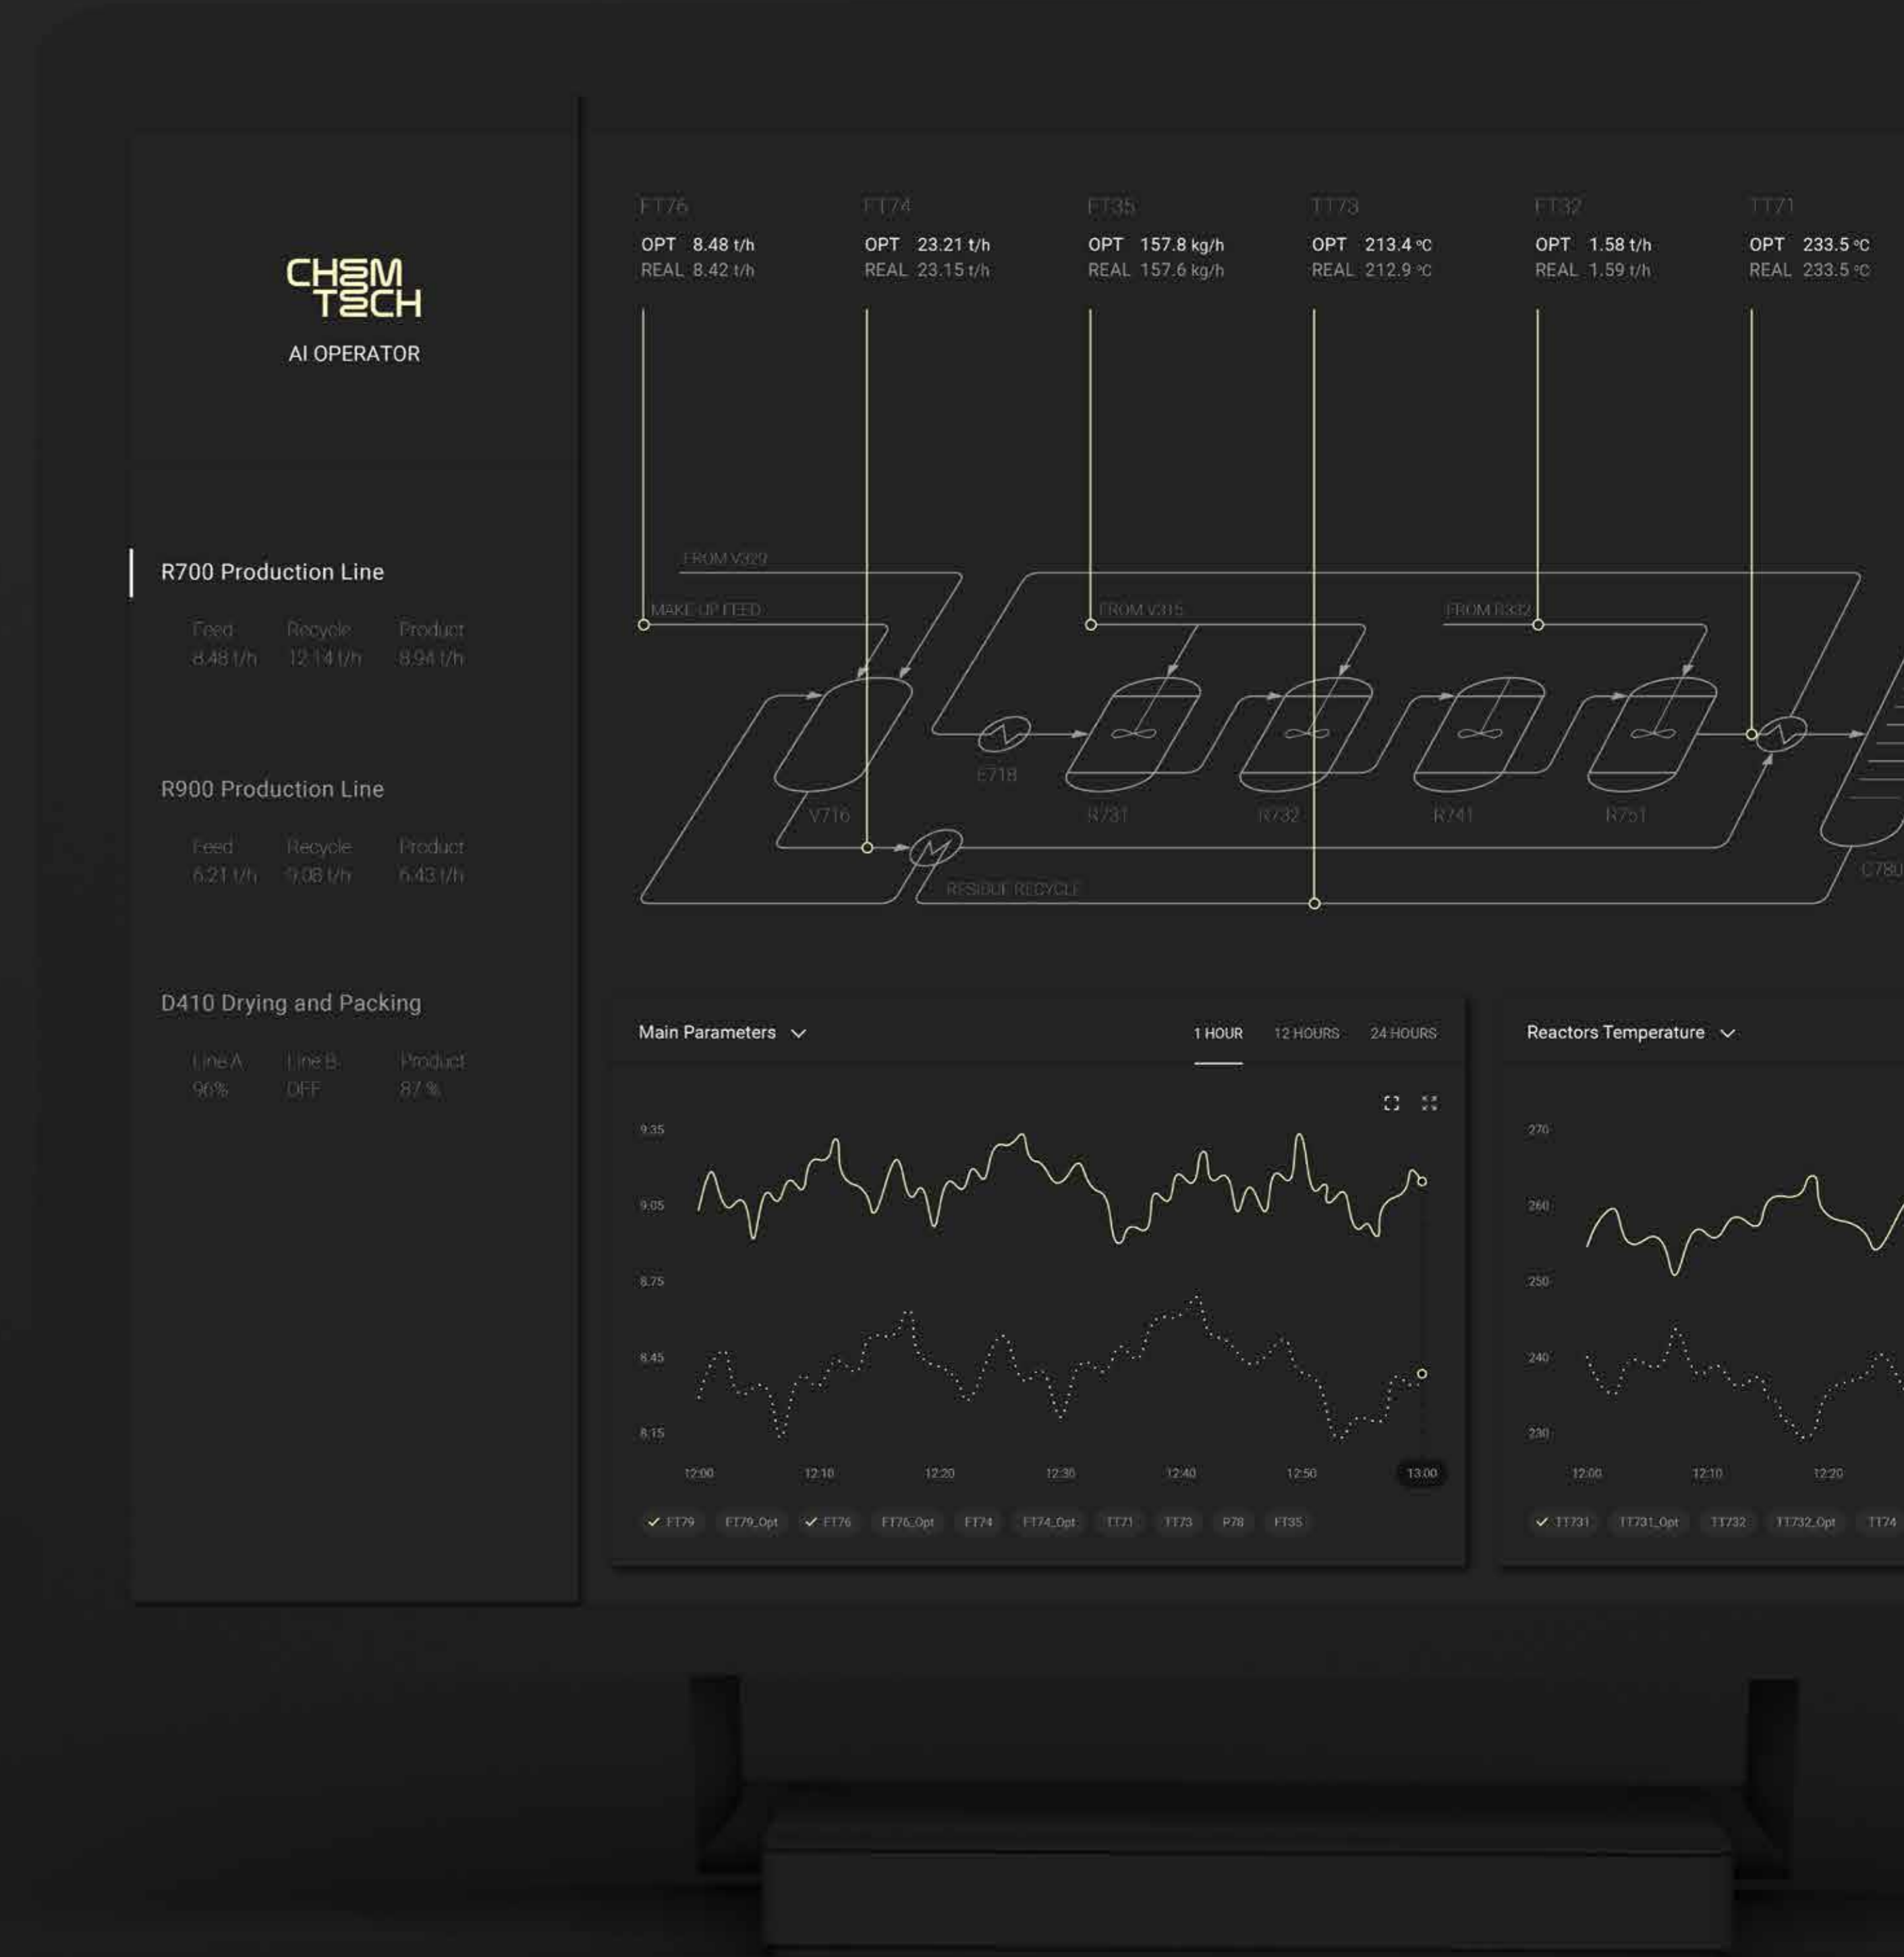 CHEM
TECH
AI OPERATOR
R700 Production Line
Feed Recycle Product
8.48 t/h 12.14 t/h 8.94 t/h
R900 Production Line
Feed Recycle Product
6.21 t/h 9.08 t/h 6.43 t/h
D410 Drying and Packing
Line A Line B Product
96% OFF 87 %
FT76 FT74 FT35 TT73 FT32 TT71
OPT 8.48 t/h OPT 23.21 t/h OPT 157.8 kg/h OPT 213.4 °C OPT 1.58 t/h OPT 233.5 °C
REAL 8.42 t/h REAL 23.15 t/h REAL 157.6 kg/h REAL 212.9 °C REAL 1.59 t/h REAL 233.5 °C
FROM V329
MAKE-UP FEED FROM V315 FROM R332
E718
V716 R731 R732 R741 R751
C780
RESIDUE RECYCLE
Main Parameters 1 HOUR 12 HOURS 24 HOURS
9.35
9.05
8.75
8.45
8.15
12:00 12:10 12:20 12:30 12:40 12:50 13:00
FT79 FT79_Opt FT76 FT76_Opt FT74 FT74_Opt TT71 TT73 P78 FT35
Reactors Temperature
270
260
250
240
230
12:00 12:10 12:20
TT731 TT731_Opt TT732 TT732_Opt TT74